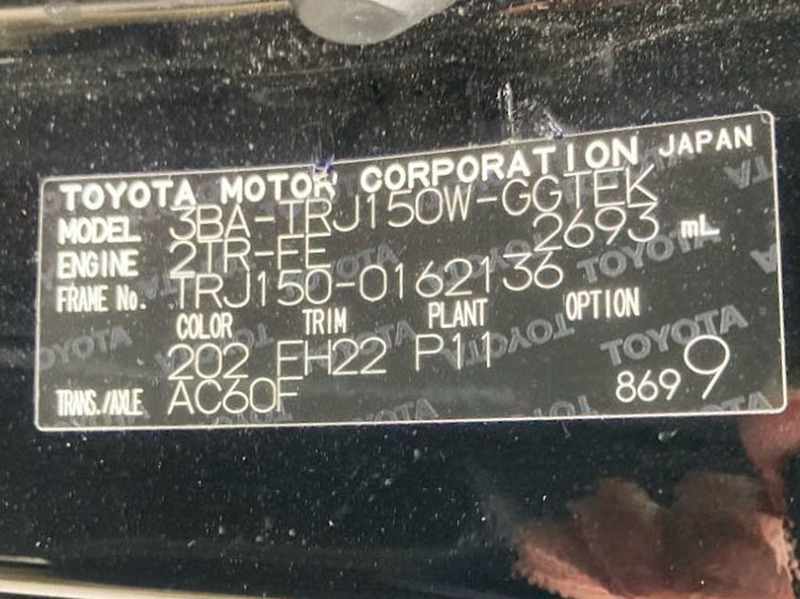 TOYOTA MOTOR CORPORATION JAPAN
MODEL 3BA-TRJ150W-GGTEK
ENGINE 2TR-FE 2693 mL
FRAME No. TRJ150-0162136
COLOR TRIM PLANT OPTION
202 FH22 P11
TRANS./AXLE AC60F 869 9